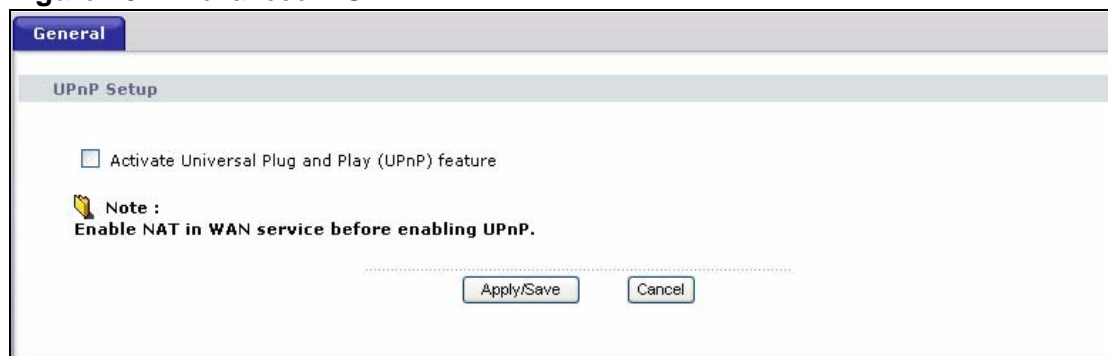 General
UPnP Setup
Activate Universal Plug and Play (UPnP) feature
Note :
Enable NAT in WAN service before enabling UPnP.
Apply/Save
Cancel